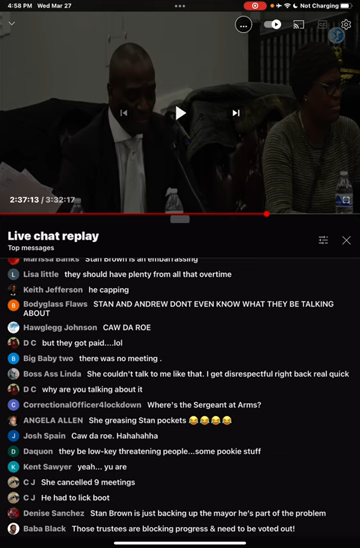 4:58 PM Wed Mar 27
Not Charging
2:37:13 / 3:32:17
Live chat replay
Top messages
Marissa Banks Stan Brown is an embarrassing
Lisa little they should have plenty from all that overtime
Keith Jefferson he capping
Bodyglass Flaws STAN AND ANDREW DONT EVEN KNOW WHAT THEY BE TALKING
ABOUT
Hawglegg Johnson CAW DA ROE
D C but they got paid....lol
Big Baby two there was no meeting .
Boss Ass Linda She couldn't talk to me like that. I get disrespectful right back real quick
D C why are you talking about it
CorrectionalOfficer4lockdown Where's the Sergeant at Arms?
ANGELA ALLEN She greasing Stan pockets 😂😂😂😂
Josh Spain Caw da roe. Hahahahha
Daquon they be low-key threatening people...some pookie stuff
Kent Sawyer yeah... yu are
C J She cancelled 9 meetings
C J He had to lick boot
Denise Sanchez Stan Brown is just backing up the mayor he's part of the problem
Baba Black Those trustees are blocking progress & need to be voted out!